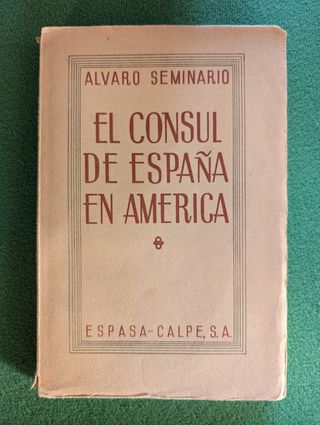 ALVARO SEMINARIO
EL CONSUL
DE ESPAÑA
EN AMERICA
ESPASA-CALPE, S.A.